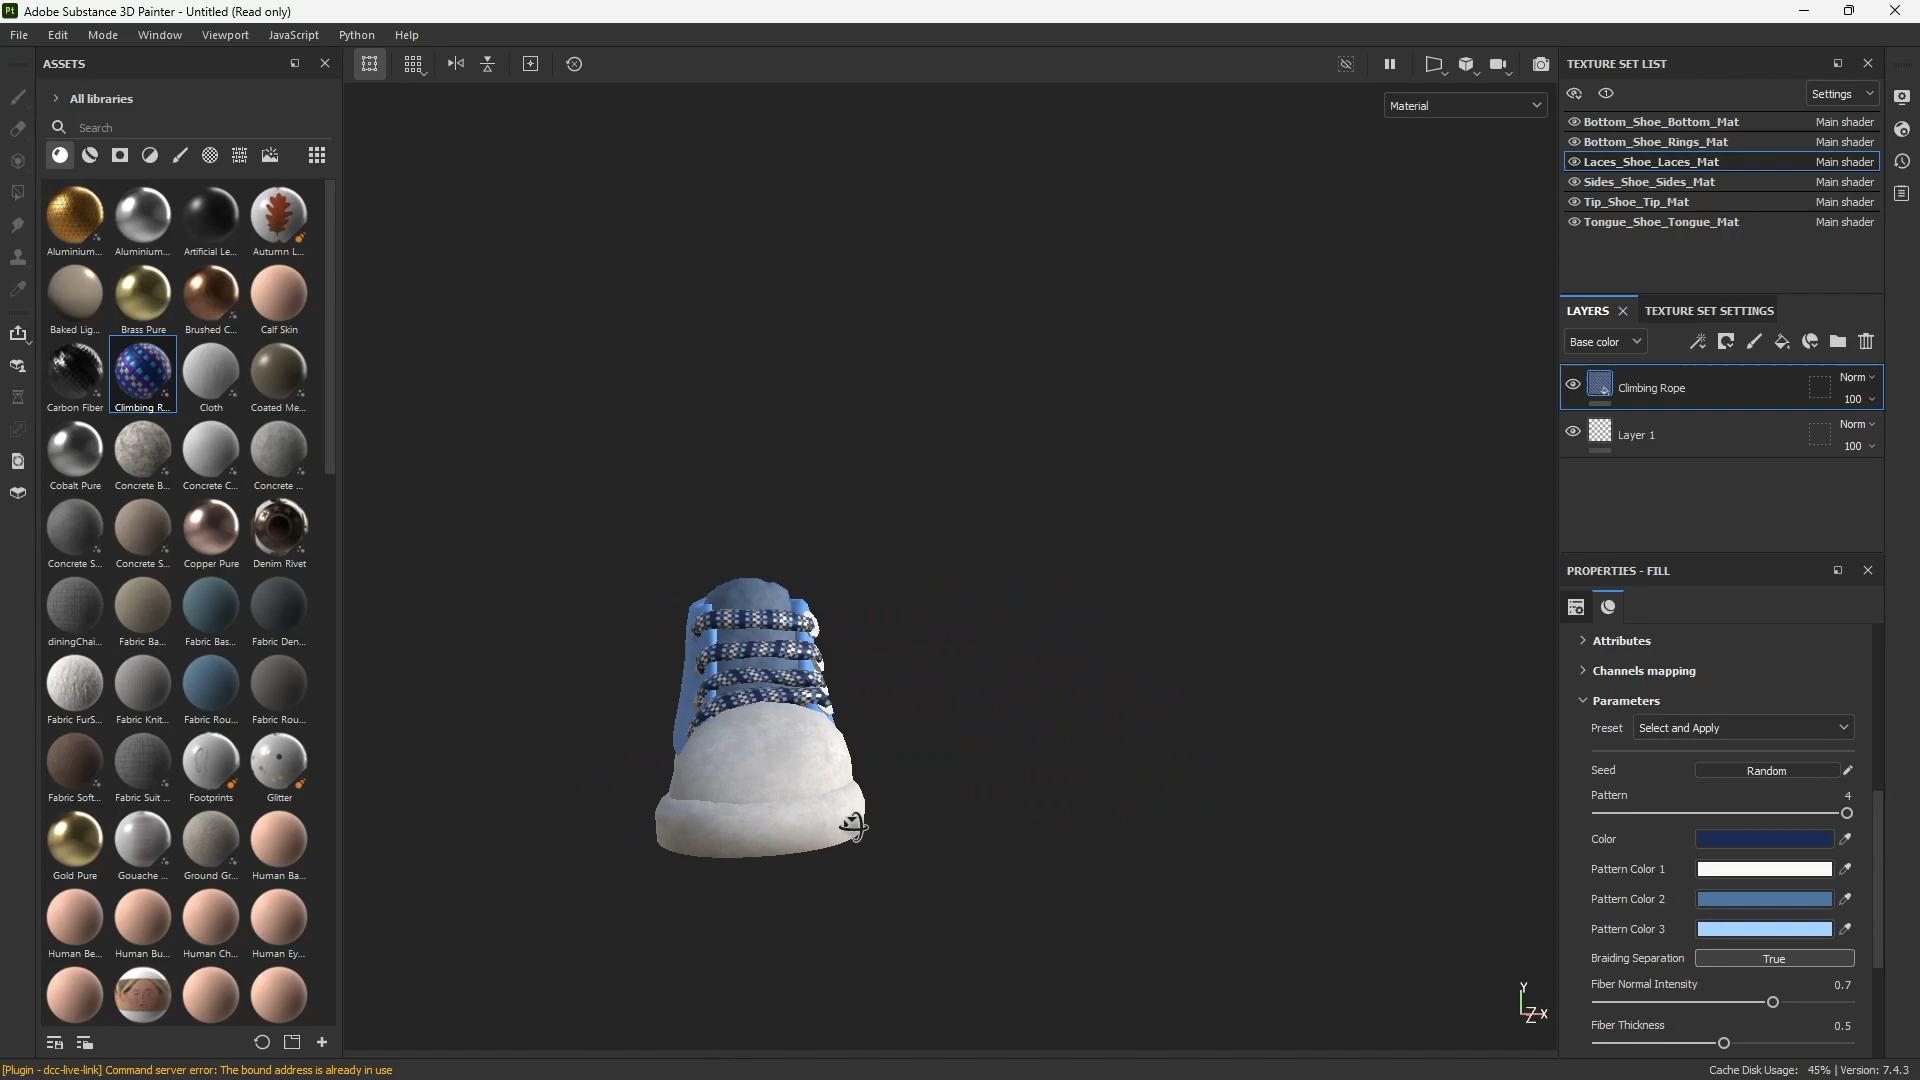 Pt Adobe Substance 3D Painter - Untitled (Read only)
File Edit Mode Window Viewport JavaScript Python Help
ASSETS
All libraries
Search
Aluminium... Aluminium... Artificial Le... Autumn L...
Baked Lig... Brass Pure Brushed C... Calf Skin
Carbon Fiber Climbing R... Cloth Coated Me...
Cobalt Pure Concrete B... Concrete C... Concrete ...
Concrete S... Concrete S... Copper Pure Denim Rivet
diningChai... Fabric Ba... Fabric Bas... Fabric Den...
Fabric FurS... Fabric Knit... Fabric Rou... Fabric Rou...
Fabric Soft... Fabric Suit ... Footprints Glitter
Gold Pure Gouache ... Ground Gr... Human Ba...
Human Be... Human Bu... Human Ch... Human Ey...
Material
Y
Z X
TEXTURE SET LIST
Settings
Bottom_Shoe_Bottom_Mat Main shader
Bottom_Shoe_Rings_Mat Main shader
Laces_Shoe_Laces_Mat Main shader
Sides_Shoe_Sides_Mat Main shader
Tip_Shoe_Tip_Mat Main shader
Tongue_Shoe_Tongue_Mat Main shader
LAYERS TEXTURE SET SETTINGS
Base color
Climbing Rope Norm
100
Layer 1 Norm
100
PROPERTIES - FILL
Attributes
Channels mapping
Parameters
Preset Select and Apply
Seed Random
Pattern 4
Color
Pattern Color 1
Pattern Color 2
Pattern Color 3
Braiding Separation True
Fiber Normal Intensity 0.7
Fiber Thickness 0.5
[Plugin - dcc-live-link] Command server error: The bound address is already in use
Cache Disk Usage: 45% | Version: 7.4.3